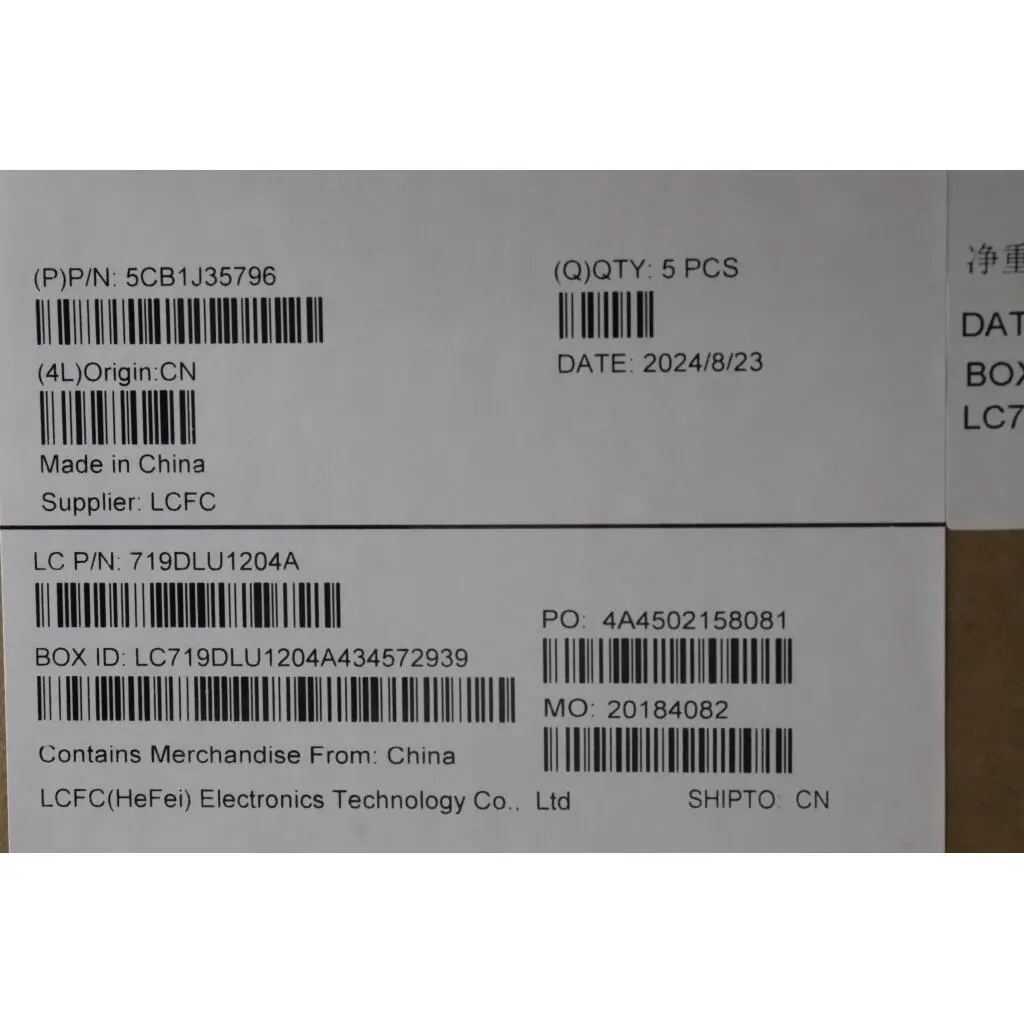 (P)P/N: 5CB1J35796
(Q)QTY: 5 PCS
(4L)Origin:CN
DATE: 2024/8/23
Made in China
Supplier: LCFC
LC P/N: 719DLU1204A
PO: 4A4502158081
BOX ID: LC719DLU1204A434572939
MO: 20184082
Contains Merchandise From: China
LCFC(HeFei) Electronics Technology Co., Ltd
SHIPTO: CN
净重
DAT
BOX
LC7